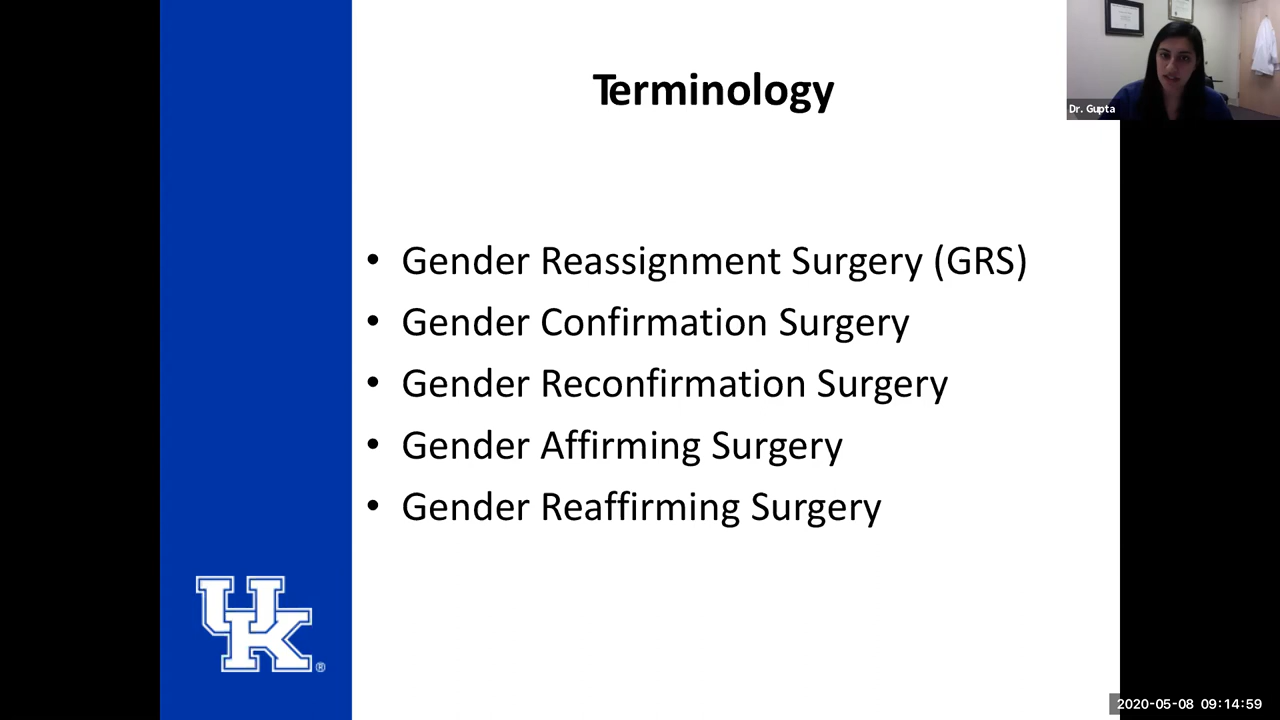 Terminology
Dr. Gupta
• Gender Reassignment Surgery (GRS)
• Gender Confirmation Surgery
• Gender Reconfirmation Surgery
• Gender Affirming Surgery
• Gender Reaffirming Surgery
UK®
2020-05-08 09:14:59